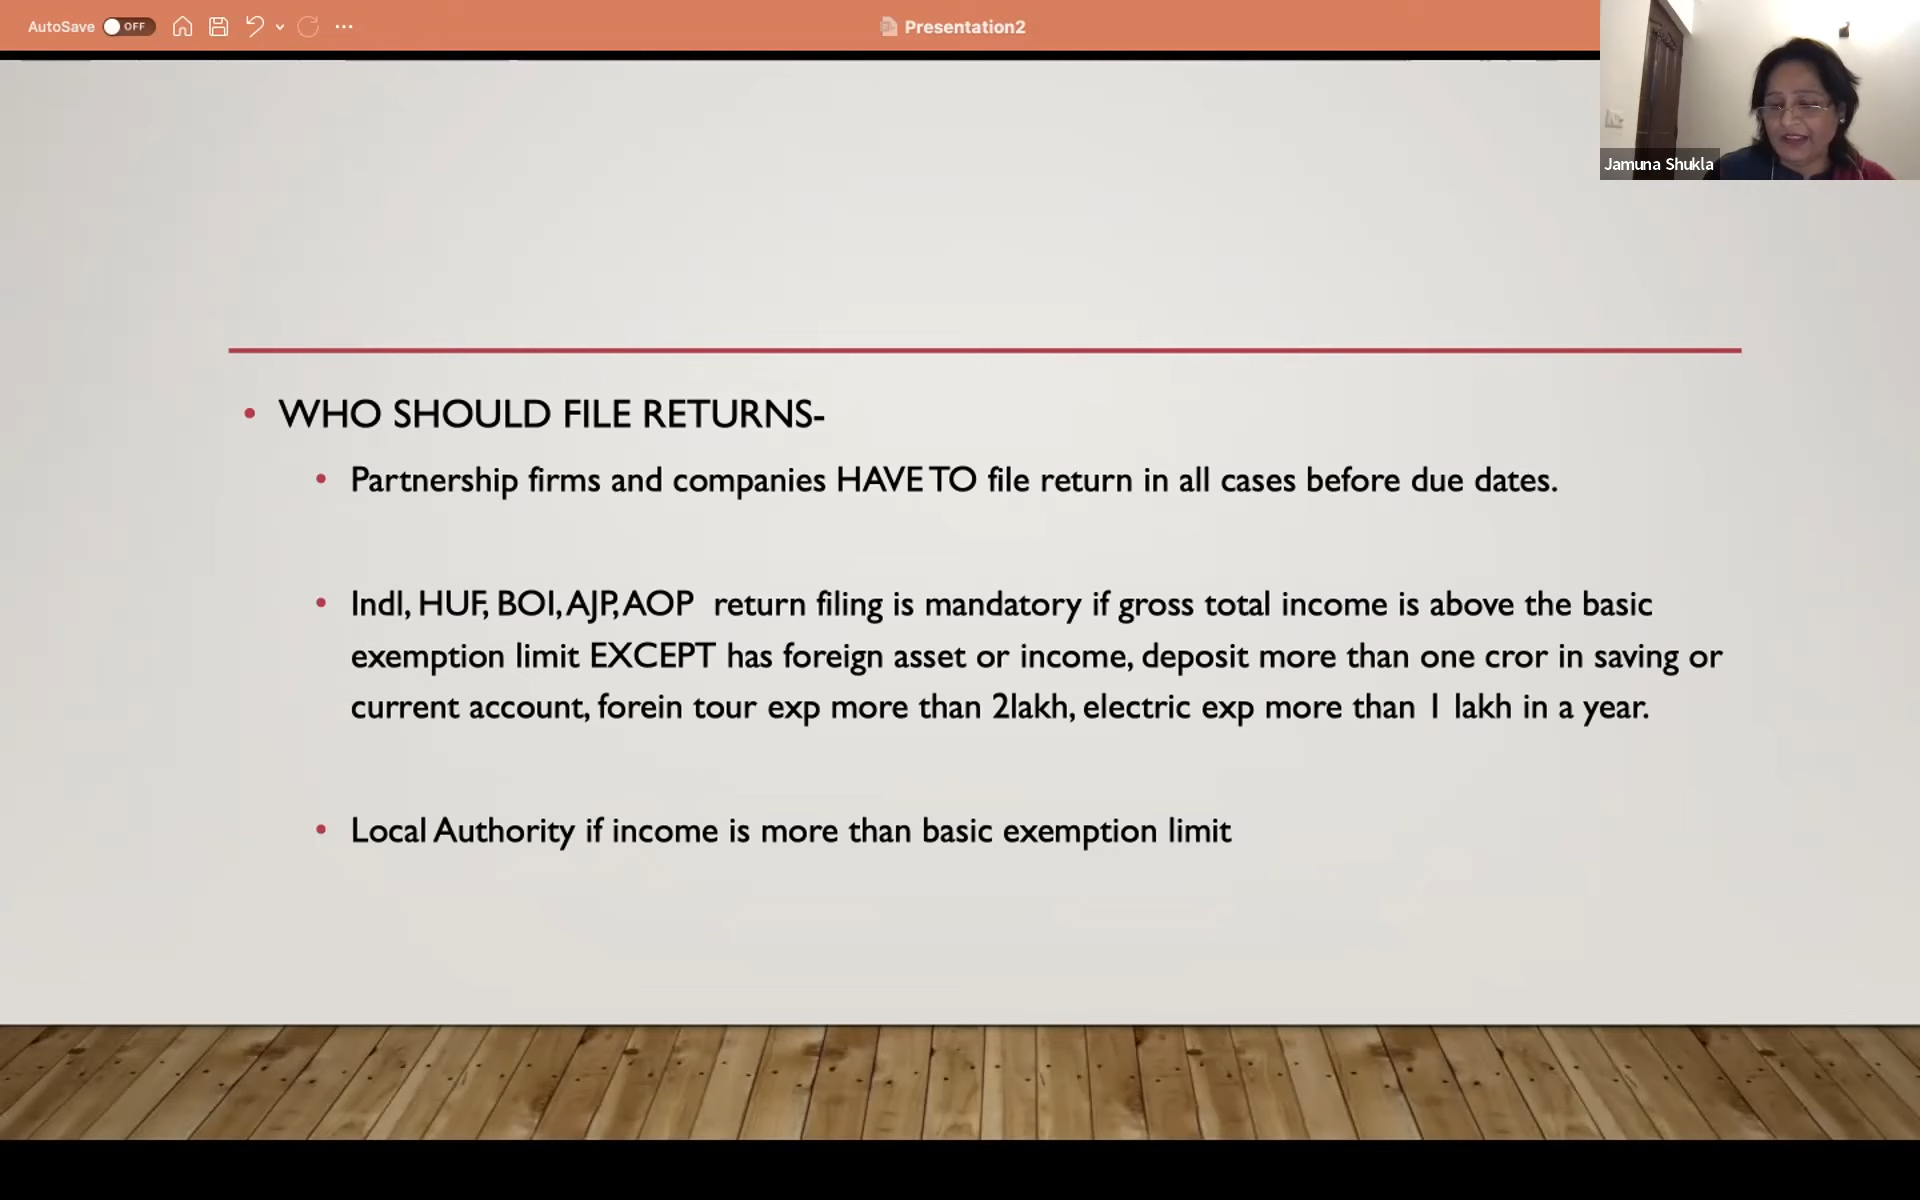 AutoSave OFF
Presentation2
Jamuna Shukla
WHO SHOULD FILE RETURNS-
Partnership firms and companies HAVE TO file return in all cases before due dates.
Indl, HUF, BOI, AJP, AOP return filing is mandatory if gross total income is above the basic
exemption limit EXCEPT has foreign asset or income, deposit more than one cror in saving or
current account, forein tour exp more than 2lakh, electric exp more than 1 lakh in a year.
Local Authority if income is more than basic exemption limit